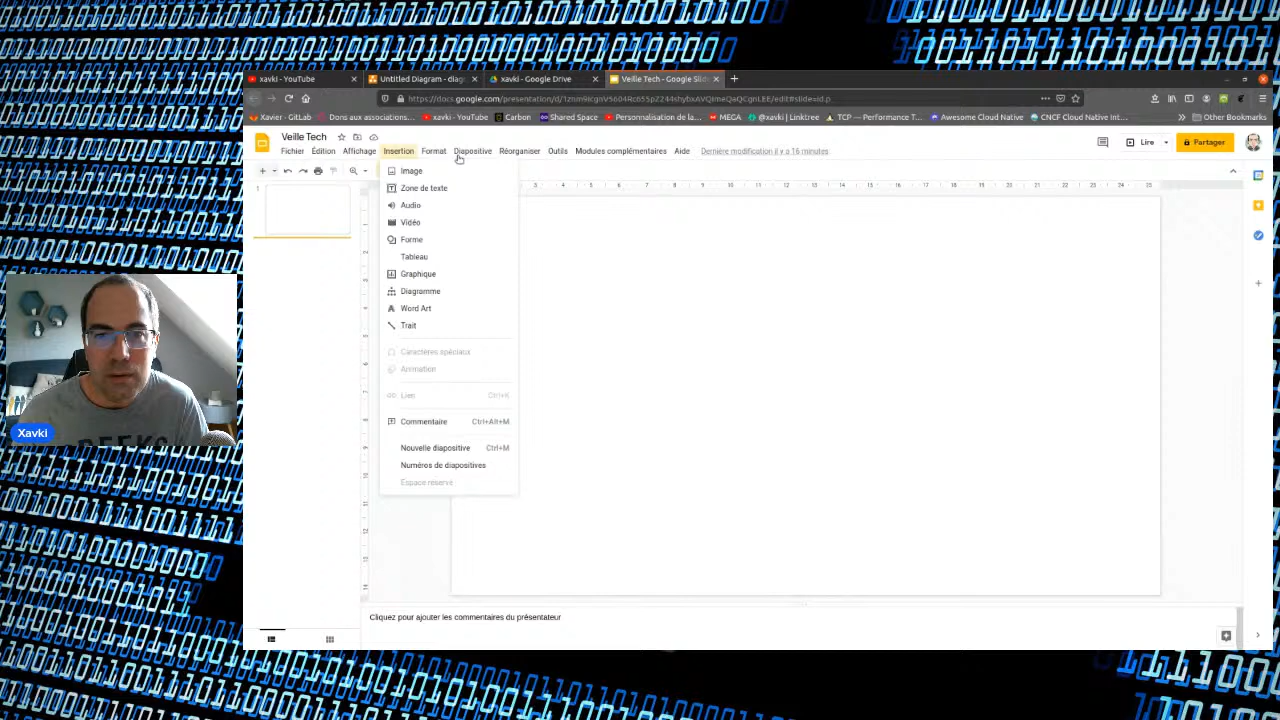 xavki - YouTube
Untitled Diagram - diag
xavki - Google Drive
Veille Tech - Google Slid
Xavier - GitLab
Dons aux associations...
xavki - YouTube
Carbon
Shared Space
Personnalisation de la...
MEGA
@xavki | Linktree
TCP — Performance T...
Awesome Cloud Native
CNCF Cloud Native Int...
Other Bookmarks
Veille Tech
Lire
Partager
Fichier Édition Affichage Insertion Format Diapositive Réorganiser Outils Modules complémentaires Aide Dernière modification il y a 16 minutes
1
Image
Zone de texte
Audio
Vidéo
Forme
Tableau
Graphique
Diagramme
Word Art
Trait
Caractères spéciaux
Animation
Lien Ctrl+K
Commentaire Ctrl+Alt+M
Nouvelle diapositive Ctrl+M
Numéros de diapositives
Espace réservé
Cliquez pour ajouter les commentaires du présentateur
Xavki